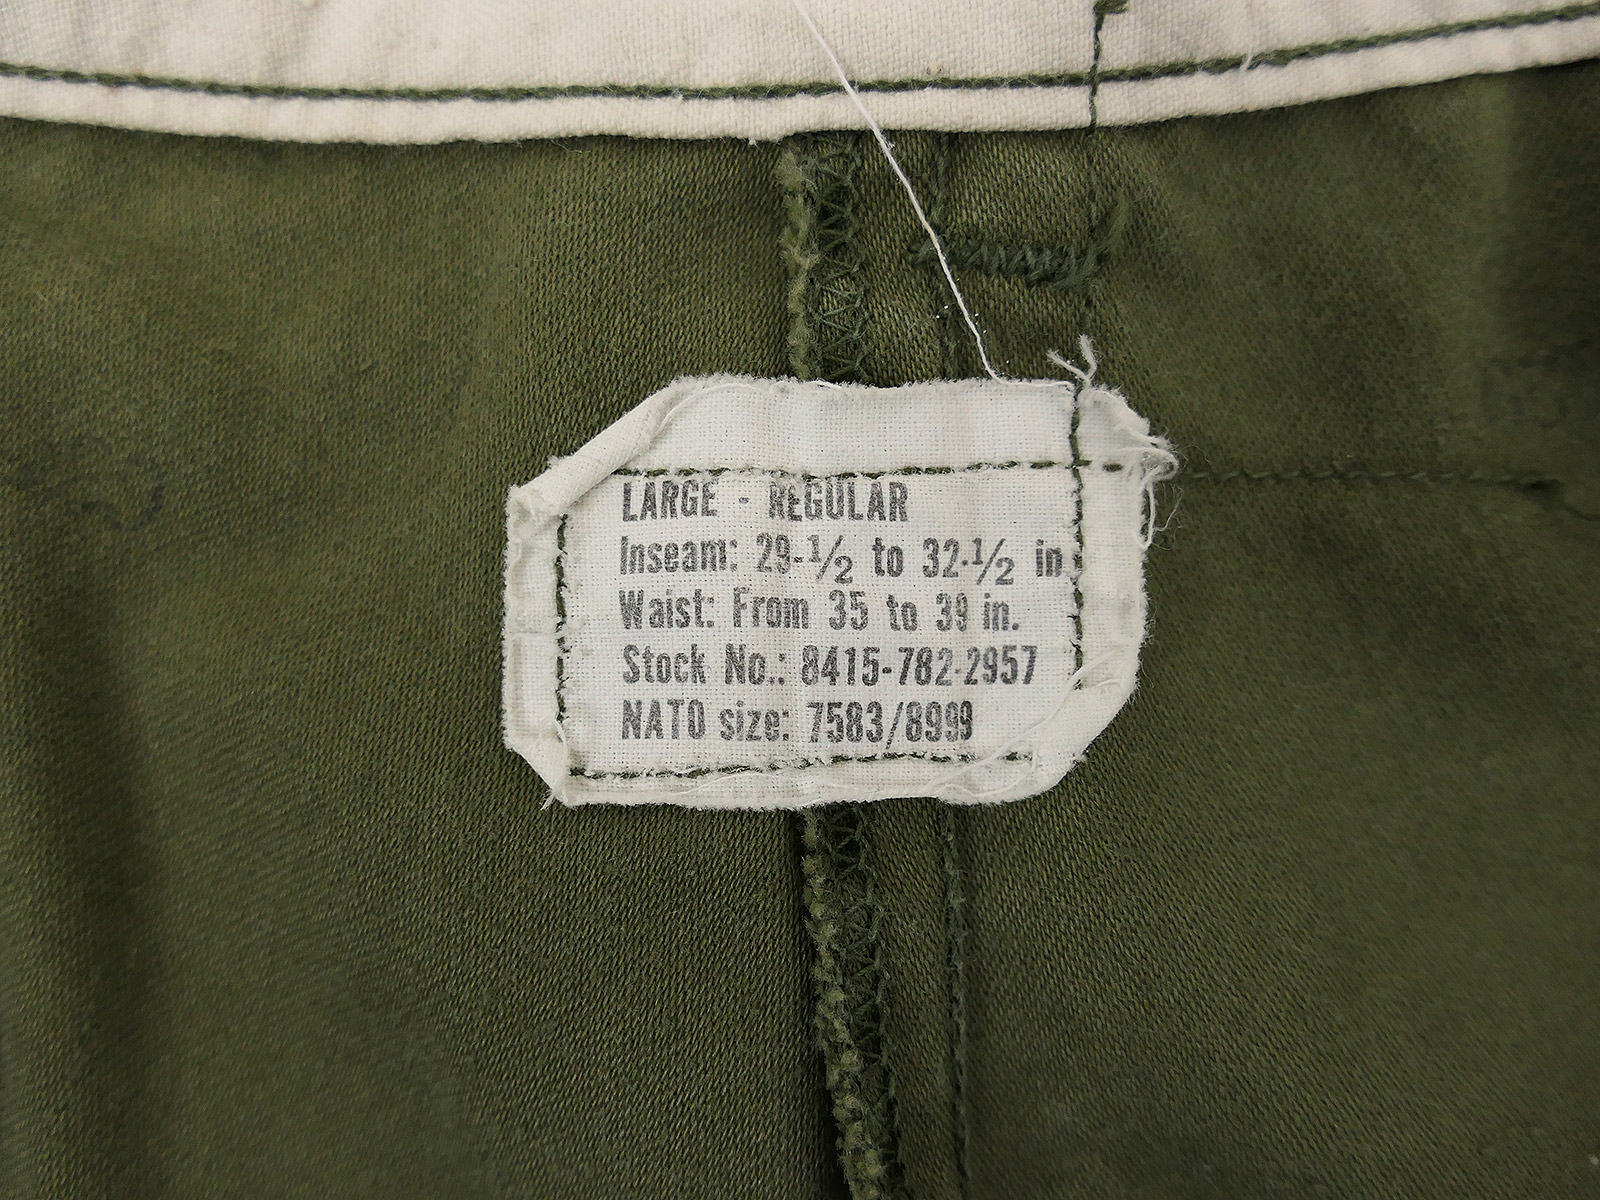 LARGE - REGULAR
Inseam: 29-1/2 to 32-1/2 in.
Waist: From 35 to 39 in.
Stock No.: 8415-782-2957
NATO size: 7583/8999